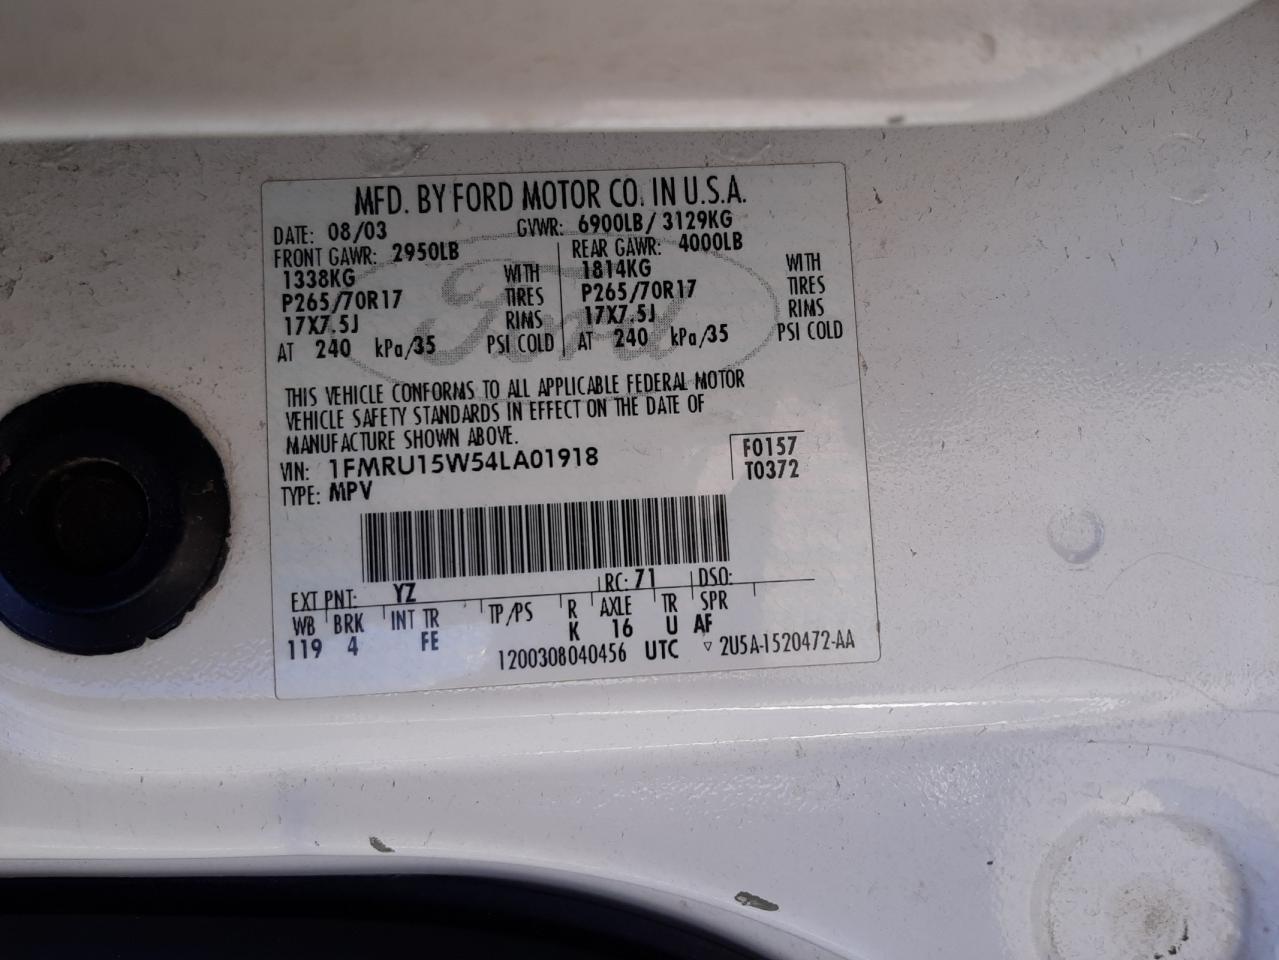 MFD. BY FORD MOTOR CO. IN U.S.A.
DATE: 08/03 GVWR: 6900LB/ 3129KG
FRONT GAWR: 2950LB REAR GAWR: 4000LB
1338KG WITH 1814KG WITH
P265/70R17 TIRES P265/70R17 TIRES
17X7.5J RIMS 17X7.5J RIMS
AT 240 kPa/35 PSI COLD AT 240 kPa/35 PSI COLD
Ford
THIS VEHICLE CONFORMS TO ALL APPLICABLE FEDERAL MOTOR
VEHICLE SAFETY STANDARDS IN EFFECT ON THE DATE OF
MANUFACTURE SHOWN ABOVE.
VIN: 1FMRU15W54LA01918 F0157
TYPE: MPV T0372
EXT PNT: YZ RC: 71 DSO:
WB BRK INT TR TP/PS R AXLE TR SPR
119 4 FE K 16 U AF
1200308040456 UTC ▽ 2U5A-1520472-AA